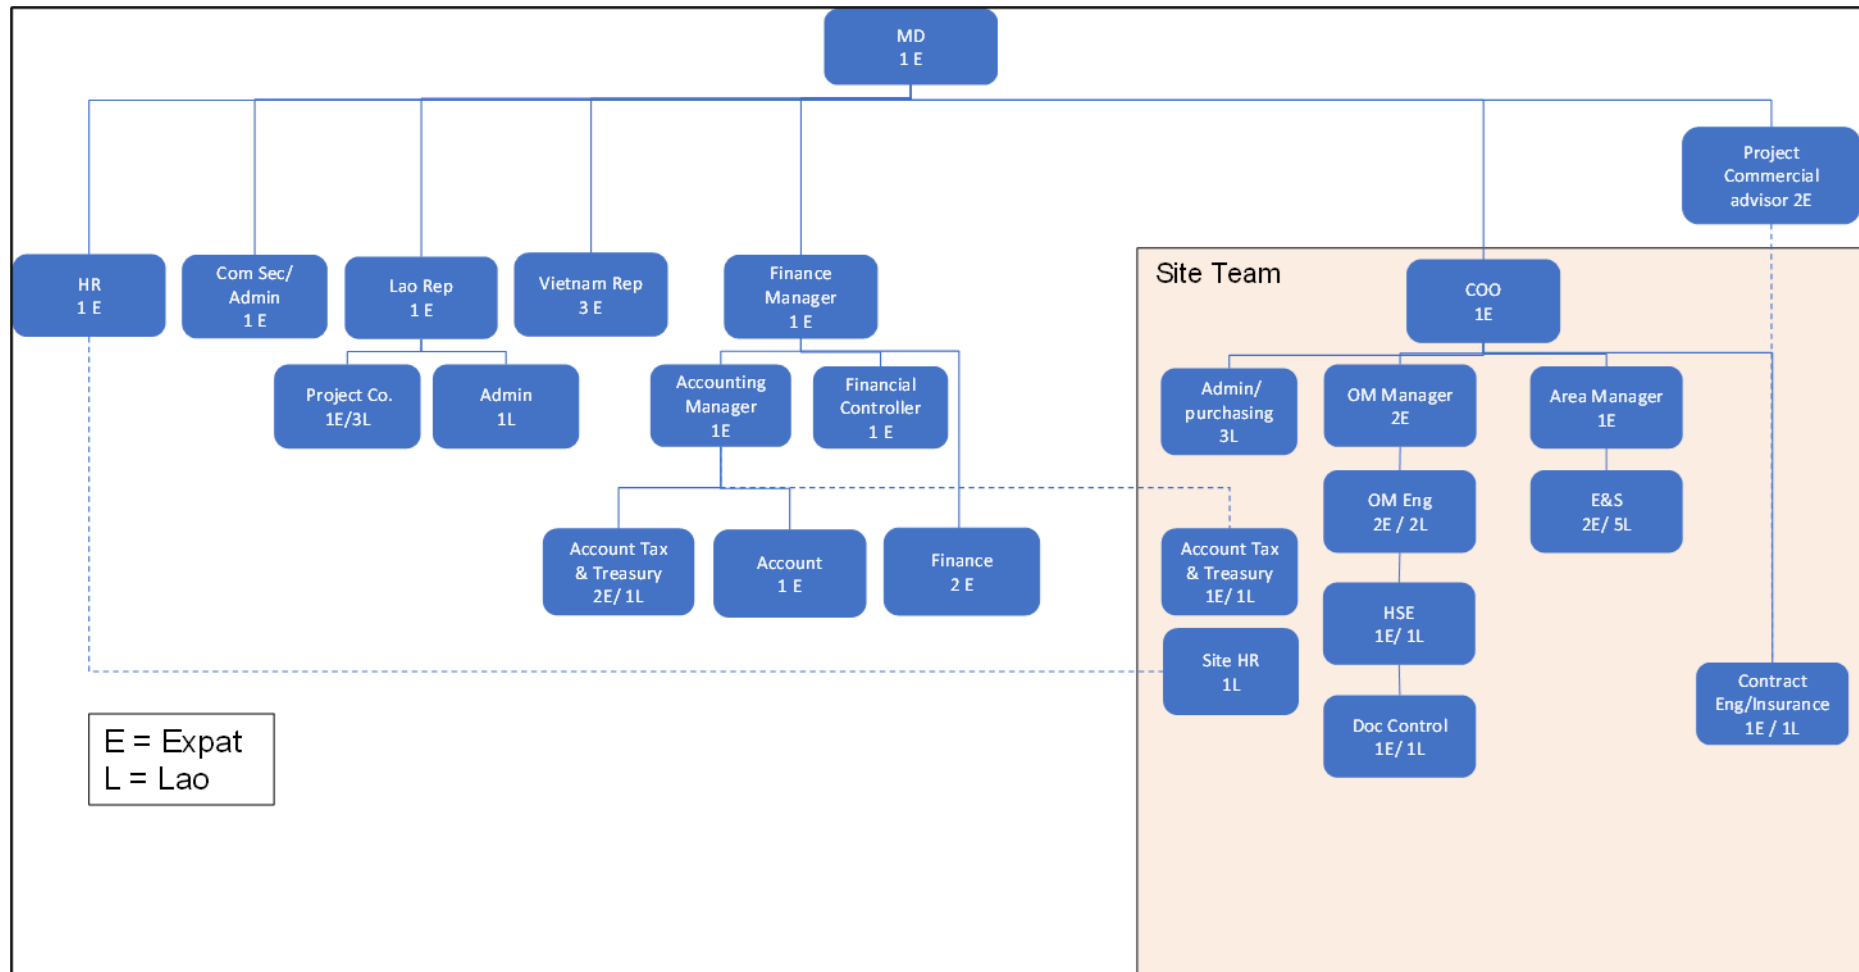 MD
1 E
Project
Commercial
advisor 2E
HR
1 E
Com Sec/
Admin
1 E
Lao Rep
1 E
Vietnam Rep
3 E
Finance
Manager
1 E
Site Team
COO
1E
Project Co.
1E/3L
Admin
1L
Accounting
Manager
1E
Financial
Controller
1 E
Admin/
purchasing
3L
OM Manager
2E
Area Manager
1E
OM Eng
2E / 2L
E&S
2E/ 5L
Account Tax
& Treasury
2E/ 1L
Account
1 E
Finance
2 E
Account Tax
& Treasury
1E/ 1L
HSE
1E/ 1L
Site HR
1L
Contract
Eng/Insurance
1E / 1L
Doc Control
1E/ 1L
E = Expat
L = Lao